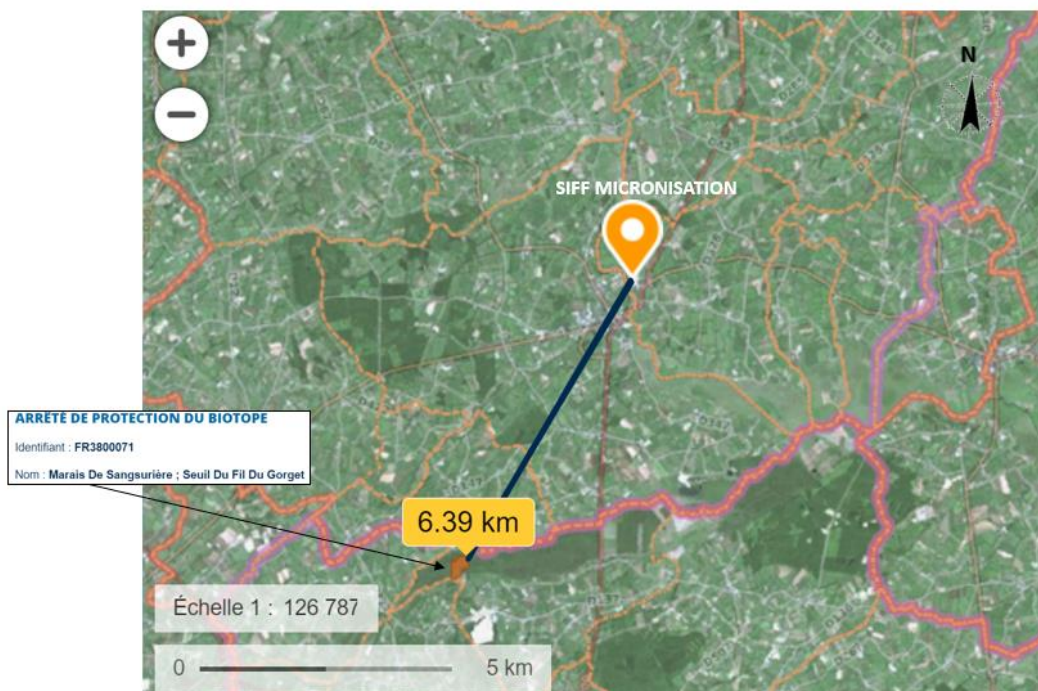 N
SIFF MICRONISATION
ARRÊTÉ DE PROTECTION DU BIOTOPE
Identifiant : FR3800071
Nom : Marais De Sangsurière ; Seuil Du Fil Du Gorget
6.39 km
Échelle 1 : 126 787
0 5 km